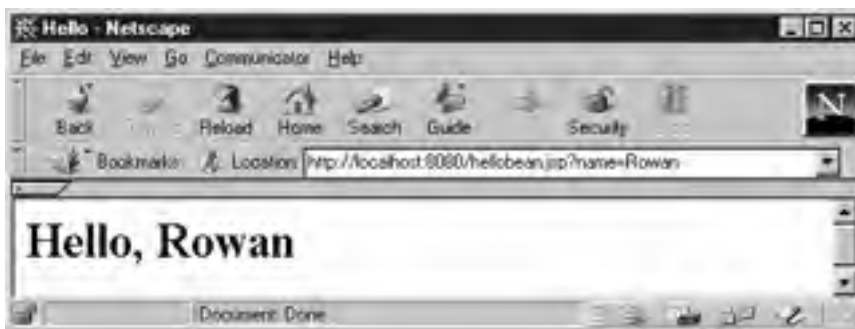 Hello - Netscape
File Edit View Go Communicator Help
Back Reload Home Search Guide Security
N
Bookmarks Location: http://localhost:8080/hellobean.jsp?name=Rowan
Hello, Rowan
Document: Done